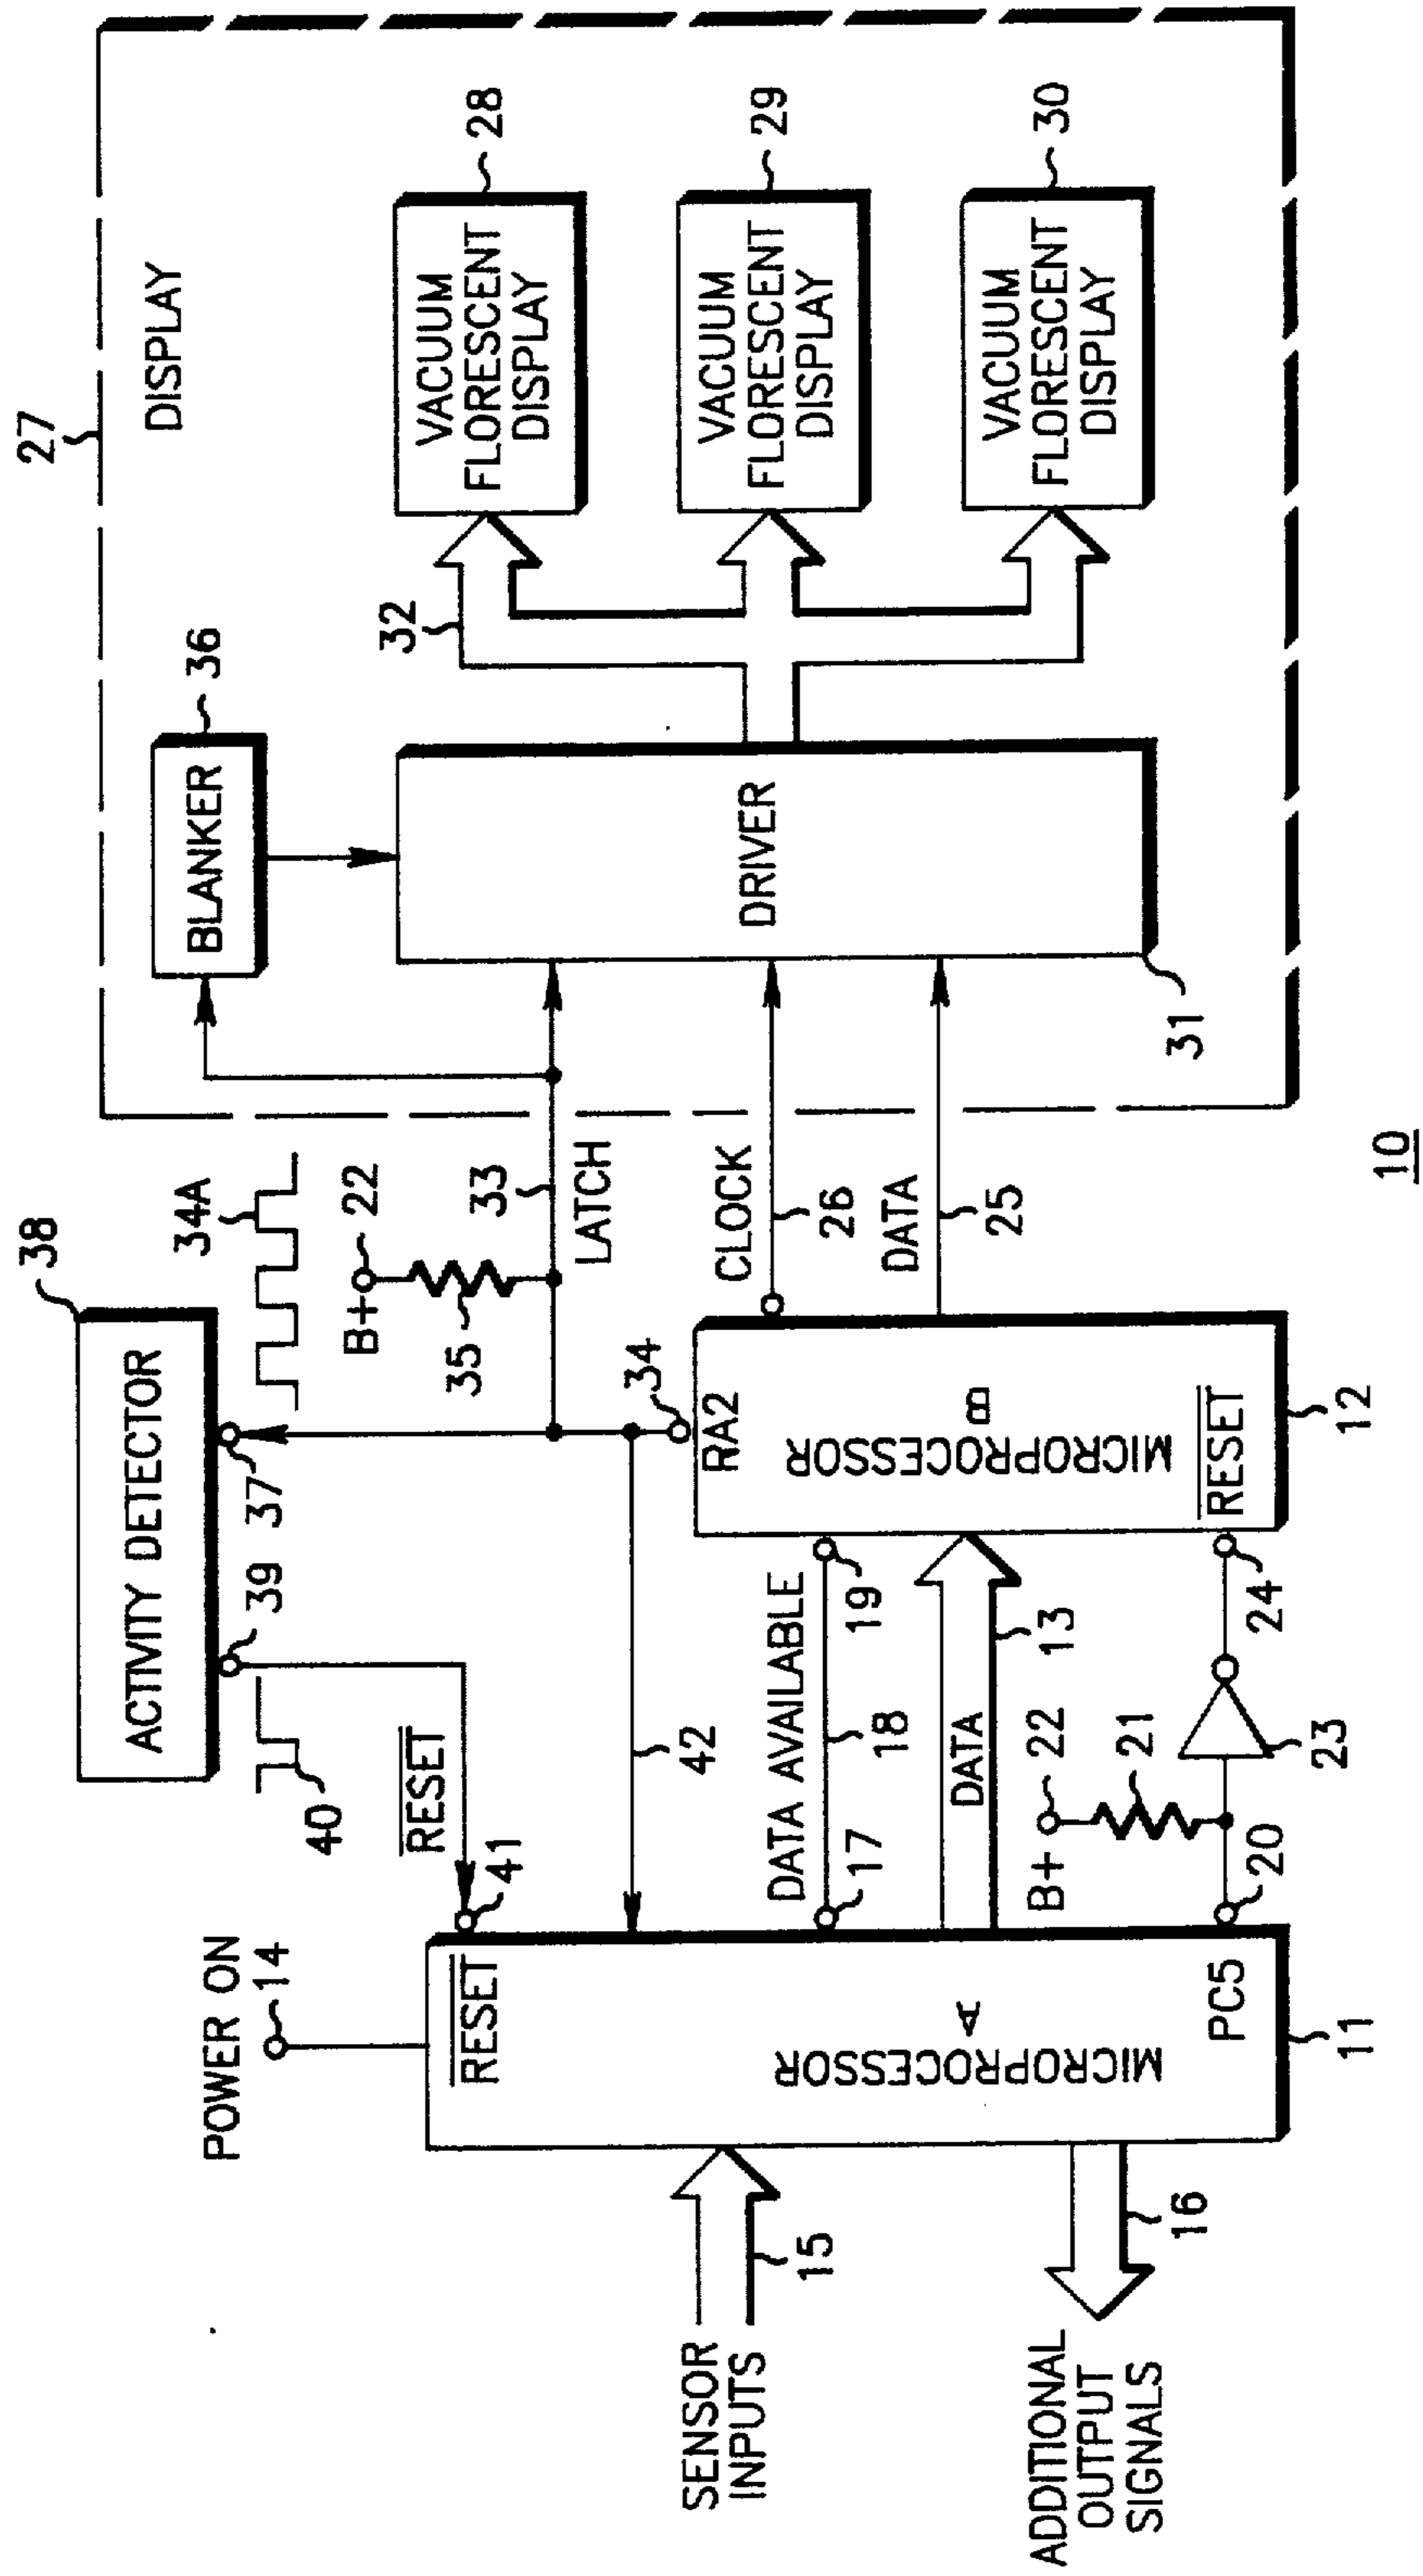 27
DISPLAY
38
ACTIVITY DETECTOR
34A
36
BLANKER
39
37
40
POWER ON
14
B+
22
35
33
LATCH
32
VACUUM
FLORESCENT
DISPLAY
28
RESET
41
RESET
42
34
RA2
CLOCK
26
DRIVER
VACUUM
FLORESCENT
DISPLAY
29
SENSOR
INPUTS
15
MICROPROCESSOR
A
DATA AVAILABLE
17
18
19
MICROPROCESSOR
B
DATA
25
DATA
13
VACUUM
FLORESCENT
DISPLAY
30
ADDITIONAL
OUTPUT
SIGNALS
16
PC5
11
B+
22
21
20
23
24
RESET
12
31
10